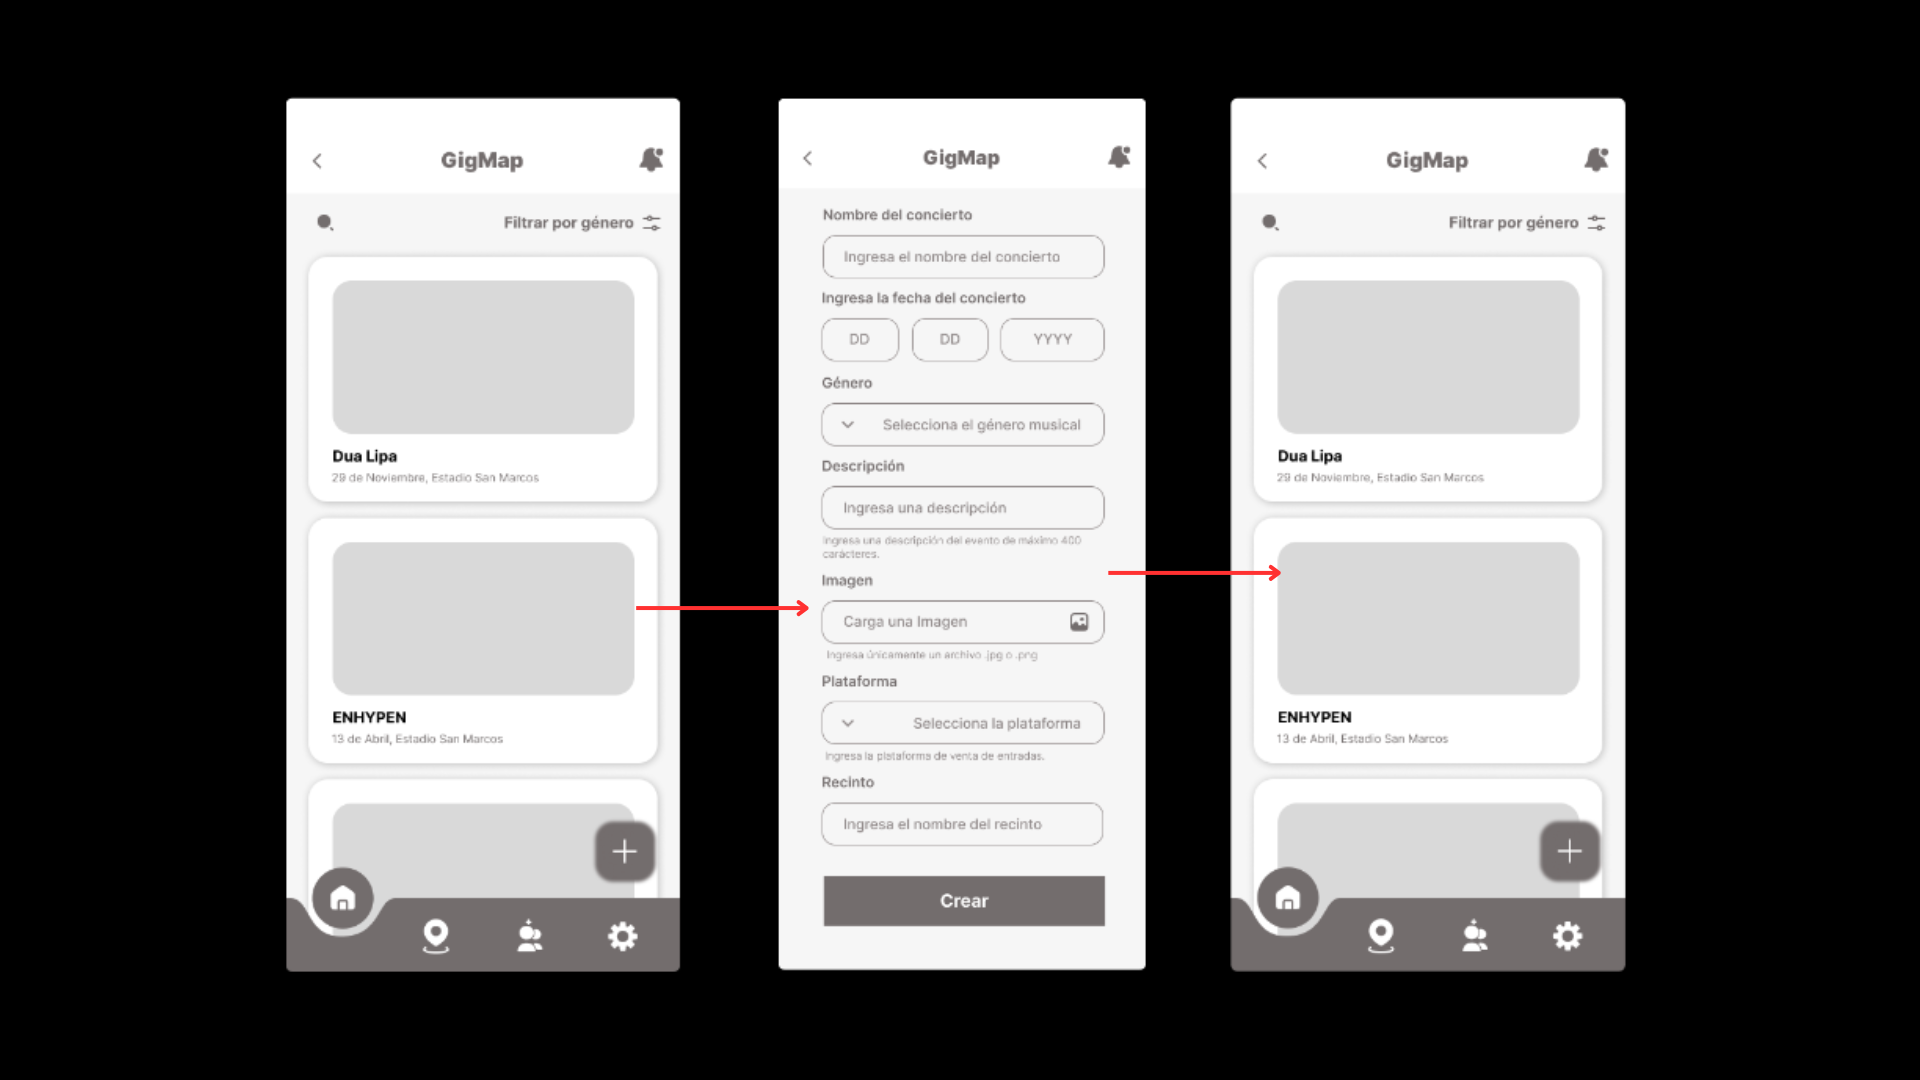 GigMap
Filtrar por género
Dua Lipa
29 de Noviembre, Estadio San Marcos
ENHYPEN
13 de Abril, Estadio San Marcos
GigMap
Nombre del concierto
Ingresa el nombre del concierto
Ingresa la fecha del concierto
DD DD YYYY
Género
Selecciona el género musical
Descripción
Ingresa una descripción
Ingresa una descripción del evento de máximo 400
carácteres.
Imagen
Carga una Imagen
Ingresa únicamente un archivo .jpg o .png
Plataforma
Selecciona la plataforma
Ingresa la plataforma de venta de entradas.
Recinto
Ingresa el nombre del recinto
Crear
GigMap
Filtrar por género
Dua Lipa
29 de Noviembre, Estadio San Marcos
ENHYPEN
13 de Abril, Estadio San Marcos